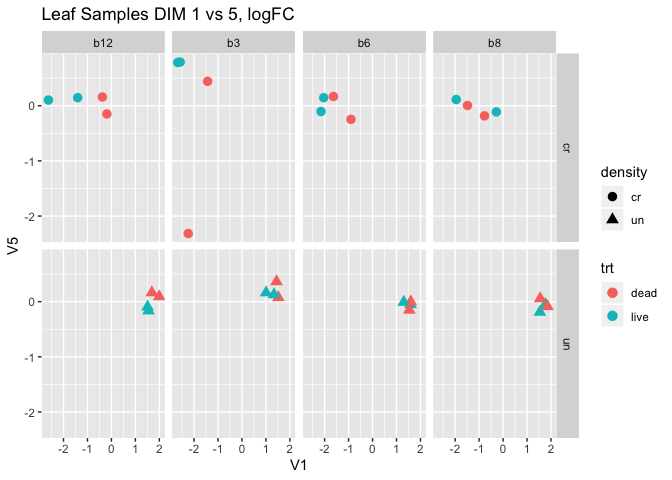 Leaf Samples DIM 1 vs 5, logFC
b12 b3 b6 b8
0
-1
-2
cr
0
-1
-2
un
V5
-2 -1 0 1 2 -2 -1 0 1 2 -2 -1 0 1 2 -2 -1 0 1 2
V1
density
cr
un
trt
dead
live